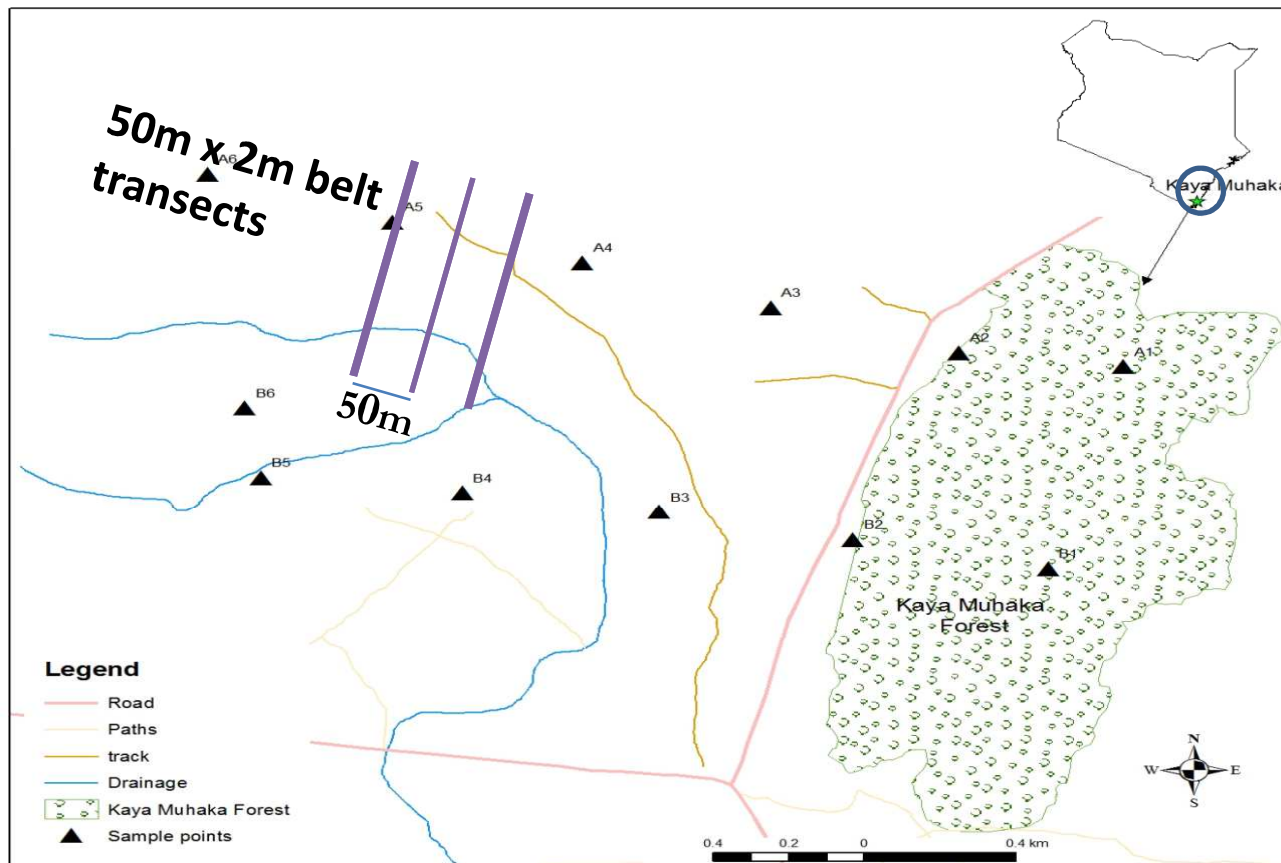 50m x 2m belt
transects
A6
A5
A4
A3
A2
A1
Kaya Muhaka
50m
B6
B5
B4
B3
B2
B1
Kaya Muhaka
Forest
Legend
Road
Paths
track
Drainage
Kaya Muhaka Forest
Sample points
N
W
E
S
0.4 0.2 0 0.4 km